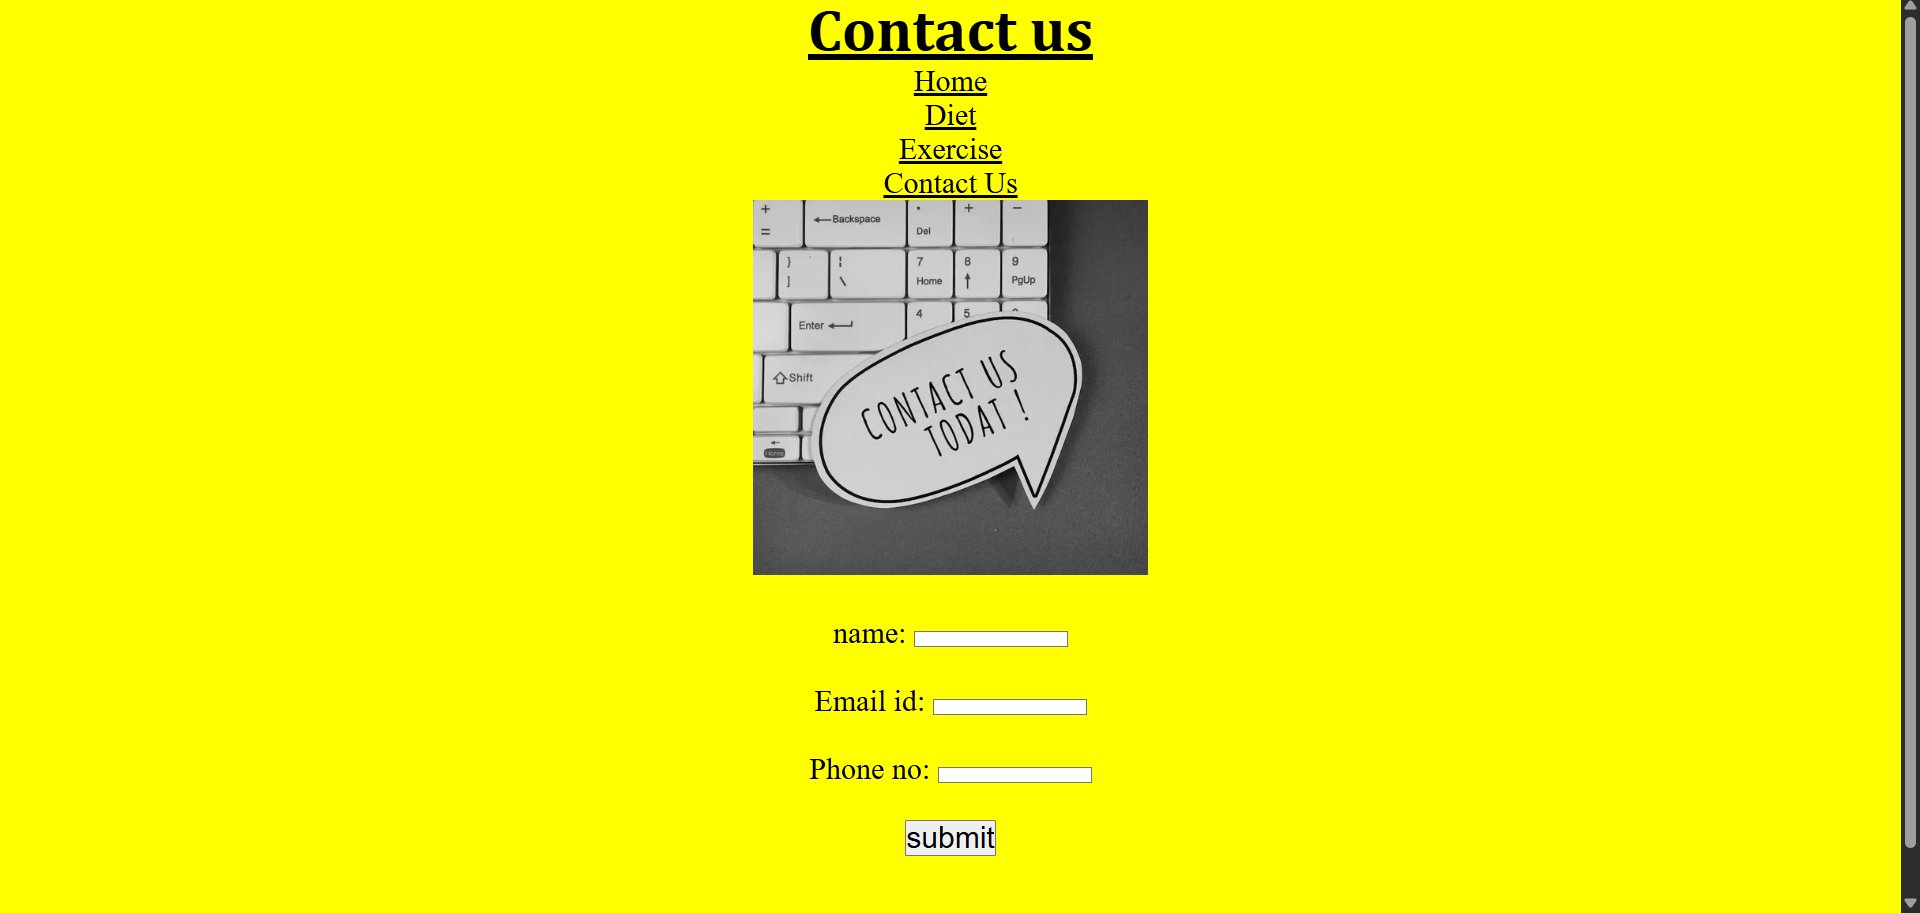 Contact us
Home
Diet
Exercise
Contact Us
+ ←Backspace . + −
= Del
} ¦ 7 8 9
] \ Home ↑ PgUp
Enter 4 5
Shift
CONTACT US
TODAT !
←
Home
name:
Email id:
Phone no:
submit